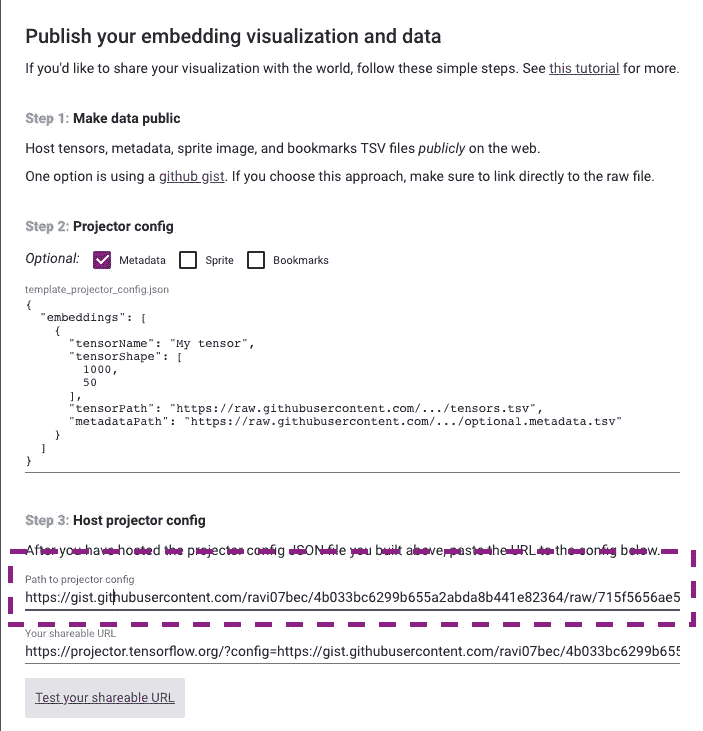 Publish your embedding visualization and data
If you'd like to share your visualization with the world, follow these simple steps. See this tutorial for more.
Step 1: Make data public
Host tensors, metadata, sprite image, and bookmarks TSV files publicly on the web.
One option is using a github gist. If you choose this approach, make sure to link directly to the raw file.
Step 2: Projector config
Optional: Metadata Sprite Bookmarks
template_projector_config.json
{
"embeddings": [
{
"tensorName": "My tensor",
"tensorShape": [
1000,
50
],
"tensorPath": "https://raw.githubusercontent.com/.../tensors.tsv",
"metadataPath": "https://raw.githubusercontent.com/.../optional.metadata.tsv"
}
]
}
Step 3: Host projector config
After you have hosted the projector config JSON file you built above, paste the URL to the config below.
Path to projector config
https://gist.githubusercontent.com/ravi07bec/4b033bc6299b655a2abda8b441e82364/raw/715f5656ae5
Your shareable URL
https://projector.tensorflow.org/?config=https://gist.githubusercontent.com/ravi07bec/4b033bc6299b655
Test your shareable URL